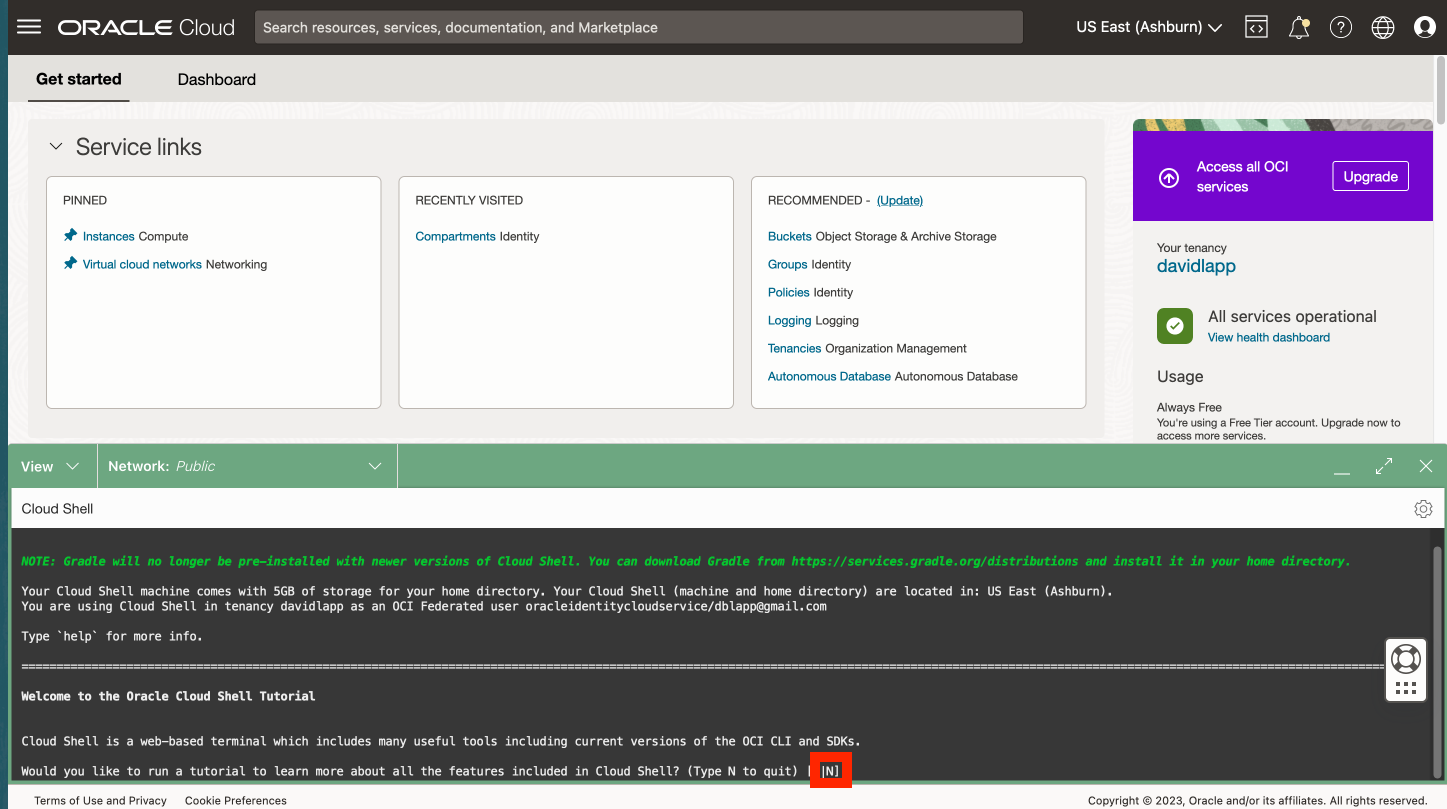 ORACLE Cloud
Search resources, services, documentation, and Marketplace
US East (Ashburn)
Get started
Dashboard
Service links
PINNED
Instances Compute
Virtual cloud networks Networking
RECENTLY VISITED
Compartments Identity
RECOMMENDED - (Update)
Buckets Object Storage & Archive Storage
Groups Identity
Policies Identity
Logging Logging
Tenancies Organization Management
Autonomous Database Autonomous Database
Access all OCI
services
Upgrade
Your tenancy
davidlapp
All services operational
View health dashboard
Usage
Always Free
You're using a Free Tier account. Upgrade now to
access more services.
View
Network: Public
Cloud Shell
NOTE: Gradle will no longer be pre-installed with newer versions of Cloud Shell. You can download Gradle from https://services.gradle.org/distributions and install it in your home directory.
Your Cloud Shell machine comes with 5GB of storage for your home directory. Your Cloud Shell (machine and home directory) are located in: US East (Ashburn).
You are using Cloud Shell in tenancy davidlapp as an OCI Federated user oracleidentitycloudservice/dblapp@gmail.com
Type `help` for more info.
Welcome to the Oracle Cloud Shell Tutorial
Cloud Shell is a web-based terminal which includes many useful tools including current versions of the OCI CLI and SDKs.
Would you like to run a tutorial to learn more about all the features included in Cloud Shell? (Type N to quit) [ |N]
Terms of Use and Privacy
Cookie Preferences
Copyright © 2023, Oracle and/or its affiliates. All rights reserved.